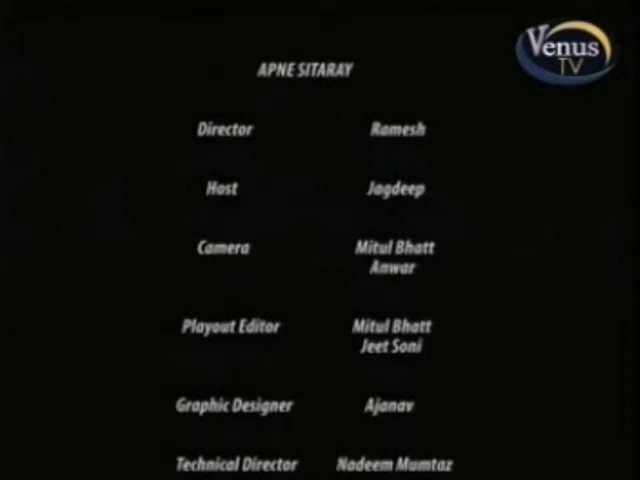 Venus
TV
APNE SITARAY
Director Ramesh
Host Jagdeep
Camera Mitul Bhatt
Anwar
Playout Editor Mitul Bhatt
Jeet Soni
Graphic Designer Ajanav
Technical Director Nadeem Mumtaz